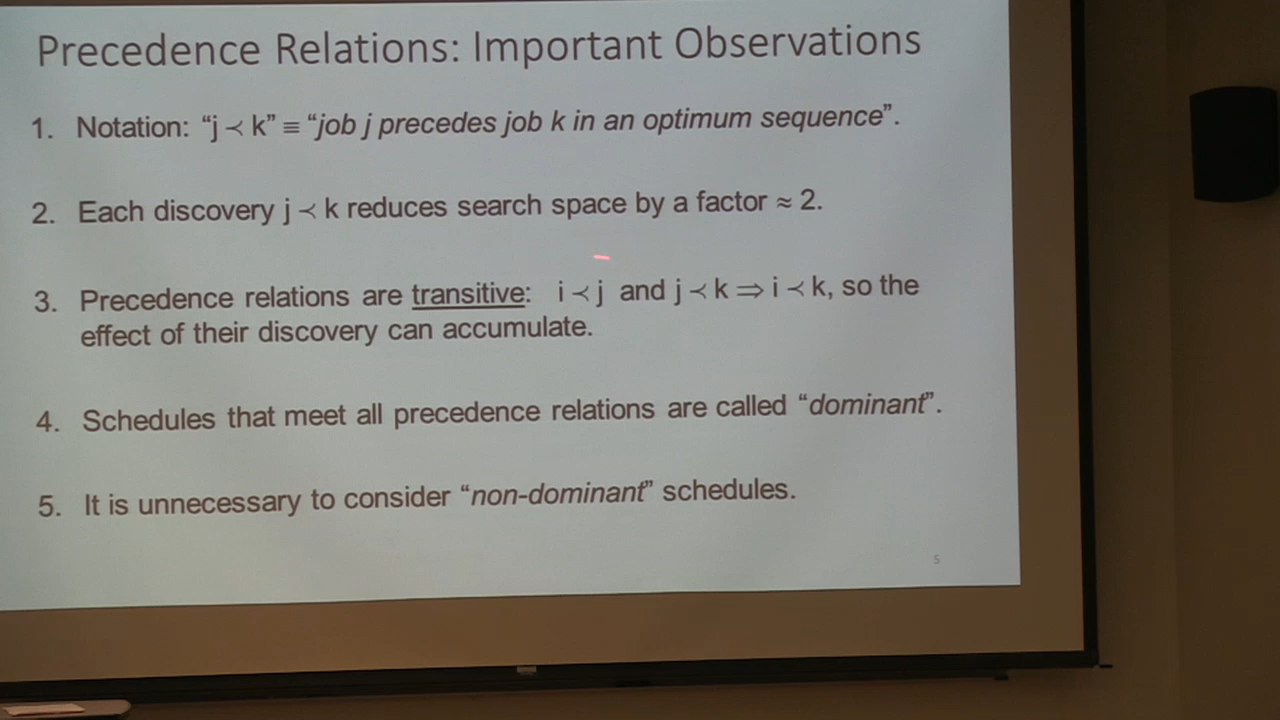 Precedence Relations: Important Observations
1. Notation: “j ≺ k” ≡ “job j precedes job k in an optimum sequence”.
2. Each discovery j ≺ k reduces search space by a factor ≈ 2.
3. Precedence relations are transitive: i ≺ j and j ≺ k ⇒ i ≺ k, so the
effect of their discovery can accumulate.
4. Schedules that meet all precedence relations are called “dominant”.
5. It is unnecessary to consider “non-dominant” schedules.
5